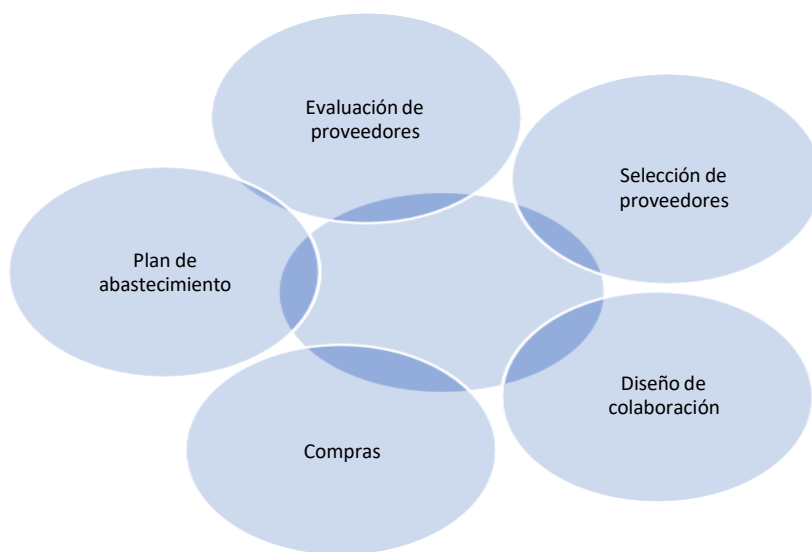 Evaluación de
proveedores
Selección de
proveedores
Plan de
abastecimiento
Diseño de
colaboración
Compras